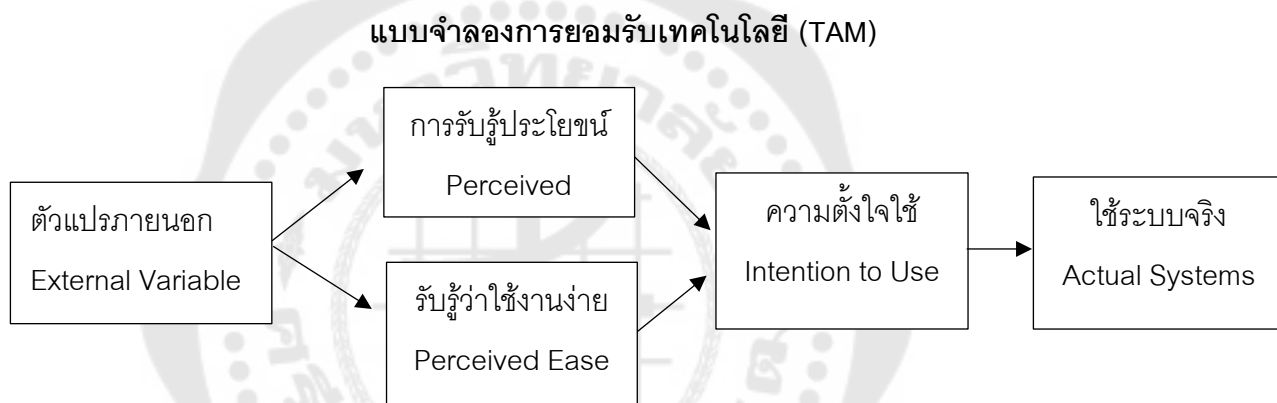 แบบจำลองการยอมรับเทคโนโลยี (TAM)
การรับรู้ประโยขน์
Perceived
ตัวแปรภายนอก
External Variable
รับรู้ว่าใช้งานง่าย
Perceived Ease
ความตั้งใจใช้
Intention to Use
ใช้ระบบจริง
Actual Systems